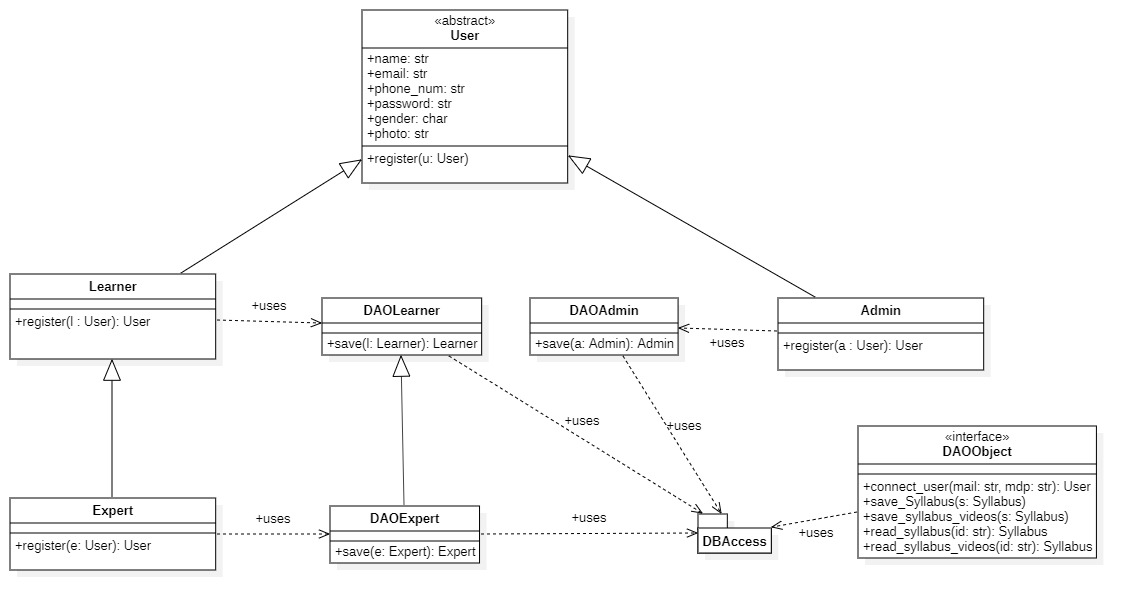 «abstract»
User
+name: str
+email: str
+phone_num: str
+password: str
+gender: char
+photo: str
+register(u: User)
Learner
+register(l : User): User
+uses
DAOLearner
+save(l: Learner): Learner
DAOAdmin
+save(a: Admin): Admin
+uses
Admin
+register(a : User): User
+uses
+uses
«interface»
DAOObject
+connect_user(mail: str, mdp: str): User
+save_Syllabus(s: Syllabus)
+save_syllabus_videos(s: Syllabus)
+read_syllabus(id: str): Syllabus
+read_syllabus_videos(id: str): Syllabus
Expert
+register(e: User): User
+uses
DAOExpert
+save(e: Expert): Expert
+uses
DBAccess
+uses